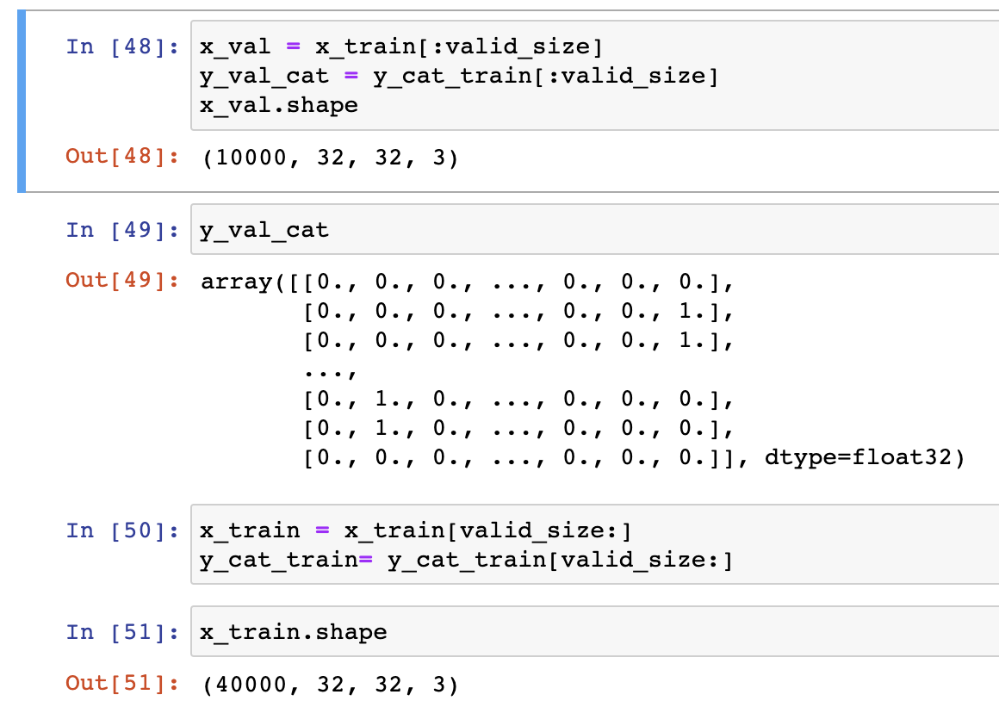 In [48]: x_val = x_train[:valid_size]
y_val_cat = y_cat_train[:valid_size]
x_val.shape
Out[48]: (10000, 32, 32, 3)
In [49]: y_val_cat
Out[49]: array([[0., 0., 0., ..., 0., 0., 0.],
[0., 0., 0., ..., 0., 0., 1.],
[0., 0., 0., ..., 0., 0., 1.],
...,
[0., 1., 0., ..., 0., 0., 0.],
[0., 1., 0., ..., 0., 0., 0.],
[0., 0., 0., ..., 0., 0., 0.]], dtype=float32)
In [50]: x_train = x_train[valid_size:]
y_cat_train= y_cat_train[valid_size:]
In [51]: x_train.shape
Out[51]: (40000, 32, 32, 3)